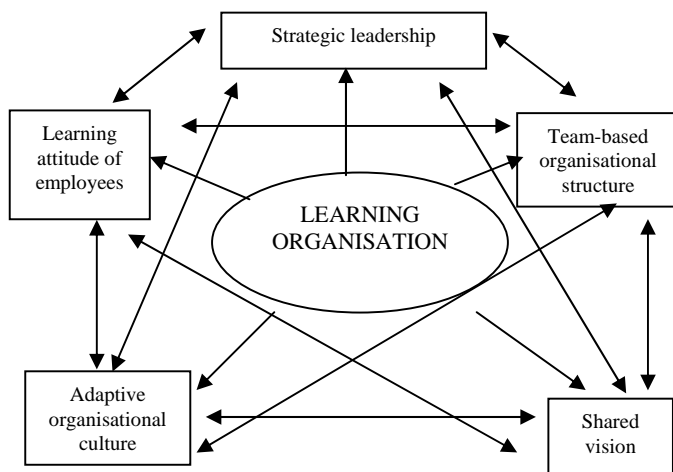 Strategic leadership
Learning
attitude of
employees
Team-based
organisational
structure
LEARNING
ORGANISATION
Adaptive
organisational
culture
Shared
vision